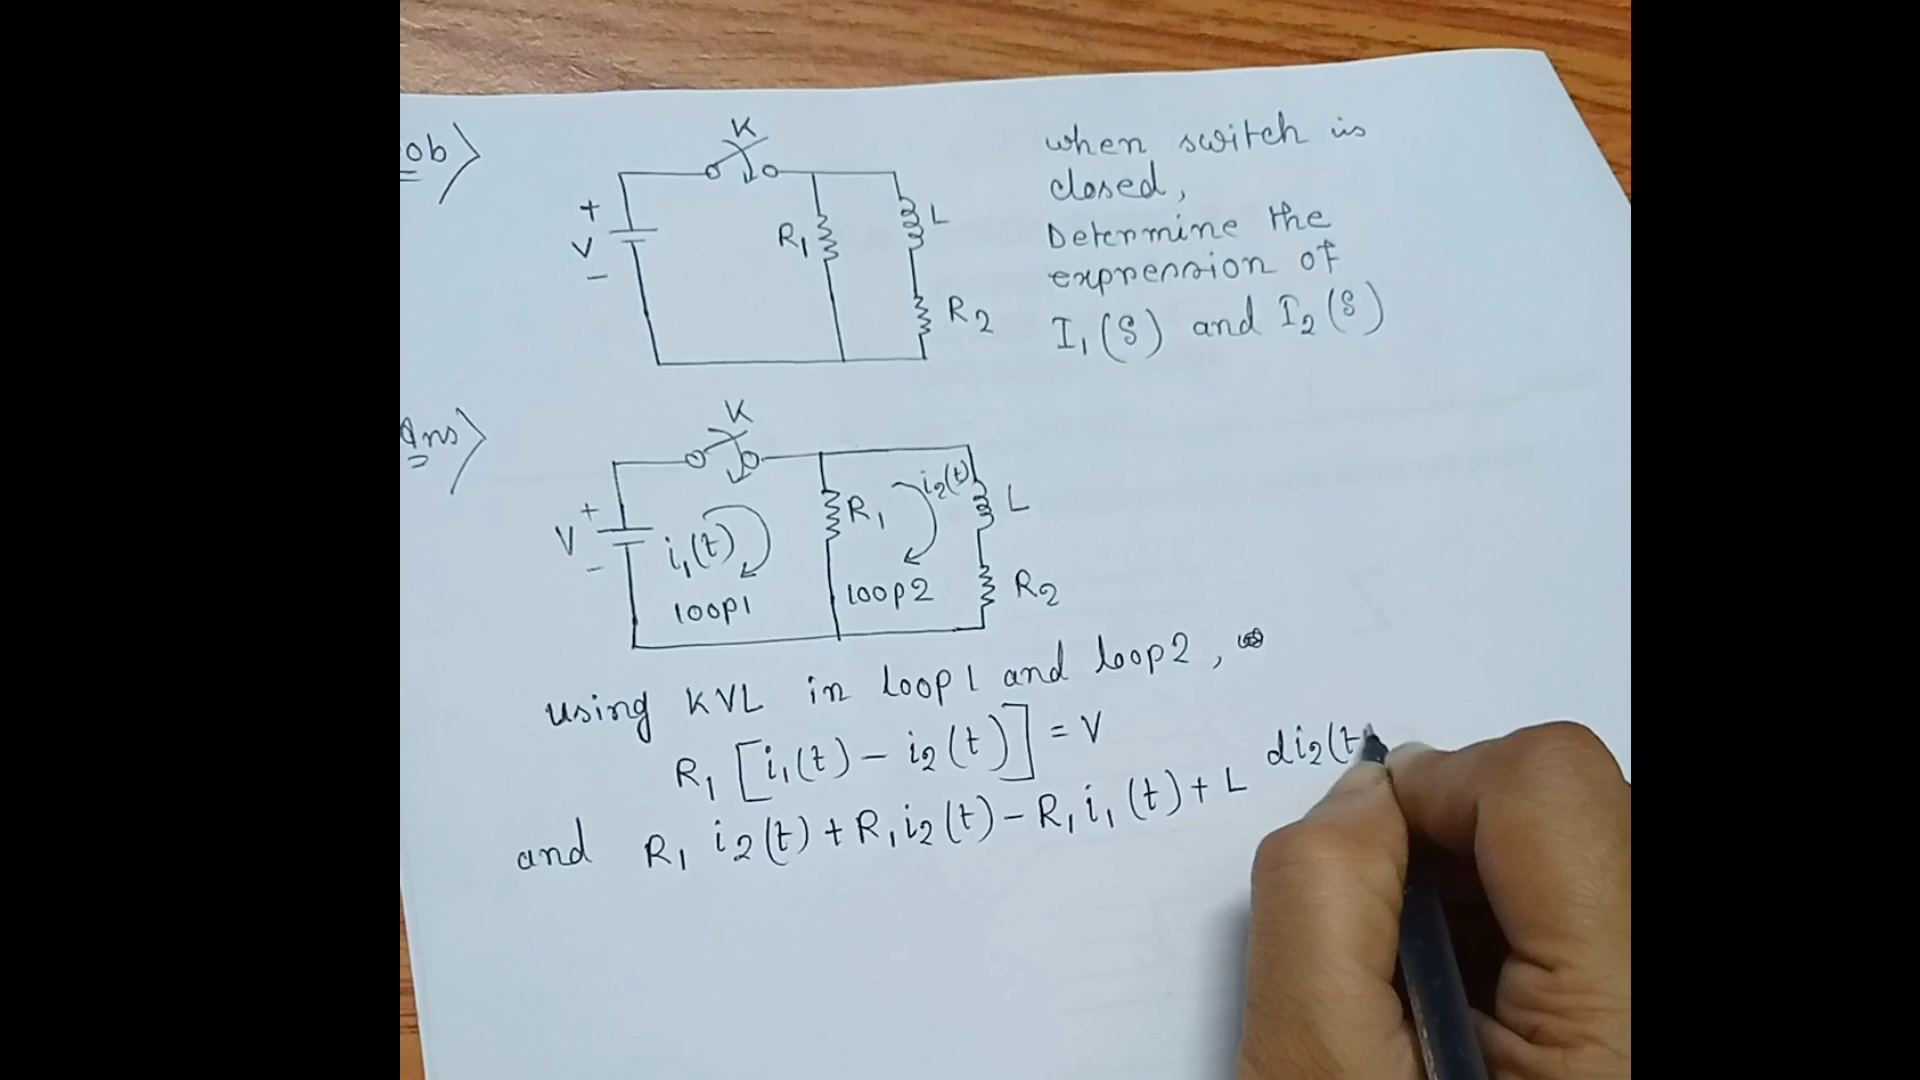 ob>
K
+
V
-
R1
L
R2
when switch is
closed,
Determine the
expression of
I1(S) and I2(S)
Ans>
K
+
V
-
i1(t)
loop1
R1
i2(t)
loop2
L
R2
using KVL in loop1 and loop2,
R1 [i1(t) - i2(t)] = V
and R1 i2(t) + R1 i2(t) - R1 i1(t) + L di2(t